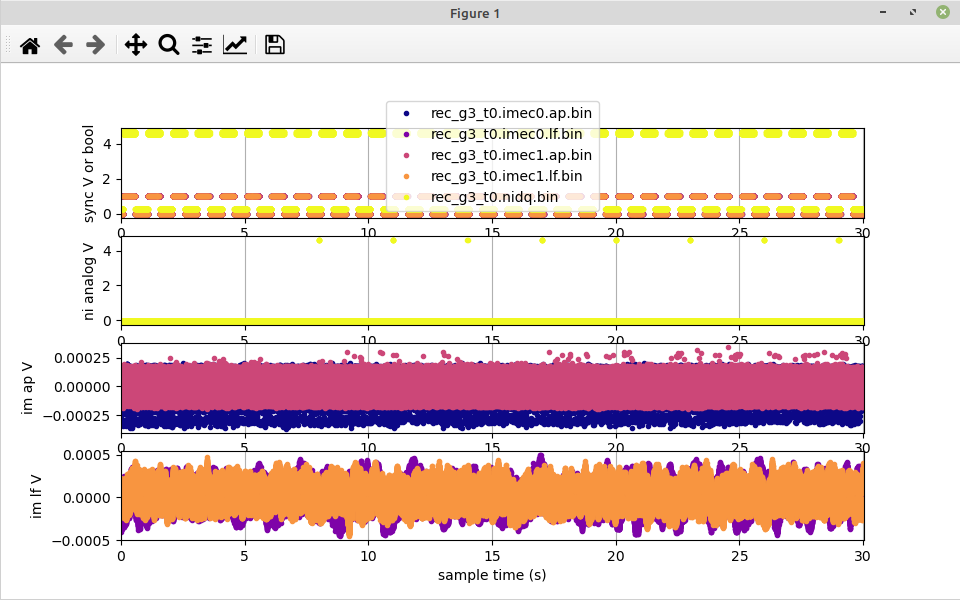 Figure 1
rec_g3_t0.imec0.ap.bin
rec_g3_t0.imec0.lf.bin
rec_g3_t0.imec1.ap.bin
rec_g3_t0.imec1.lf.bin
rec_g3_t0.nidq.bin
sync V or bool
4
2
0
0 5 10 15 20 25 30
ni analog V
4
2
0
0 5 10 15 20 25 30
im ap V
0.00025
0.00000
−0.00025
0 5 10 15 20 25 30
im lf V
0.0005
0.0000
−0.0005
0 5 10 15 20 25 30
sample time (s)